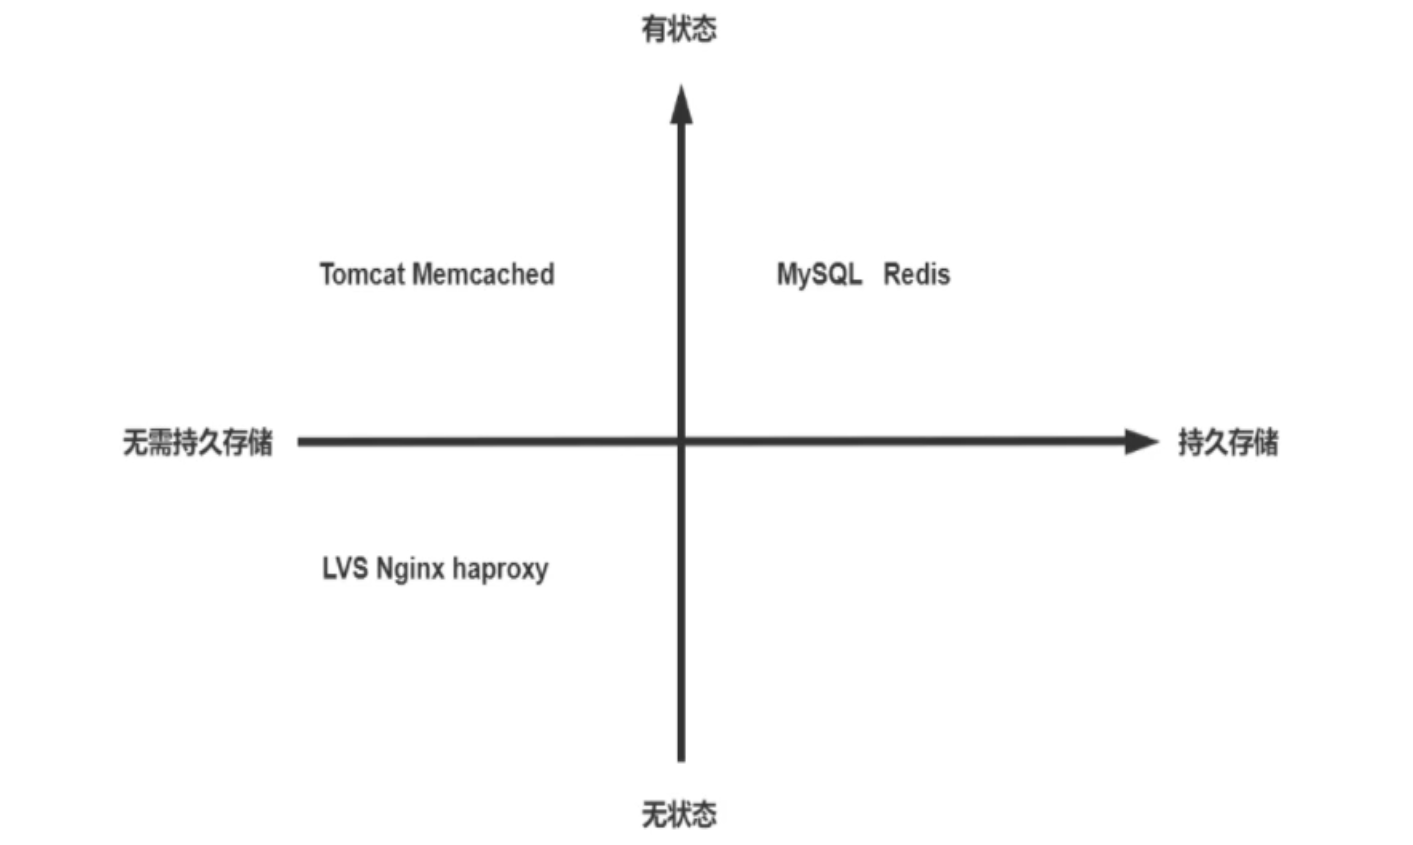 有状态
Tomcat Memcached
MySQL Redis
无需持久存储
持久存储
LVS Nginx haproxy
无状态